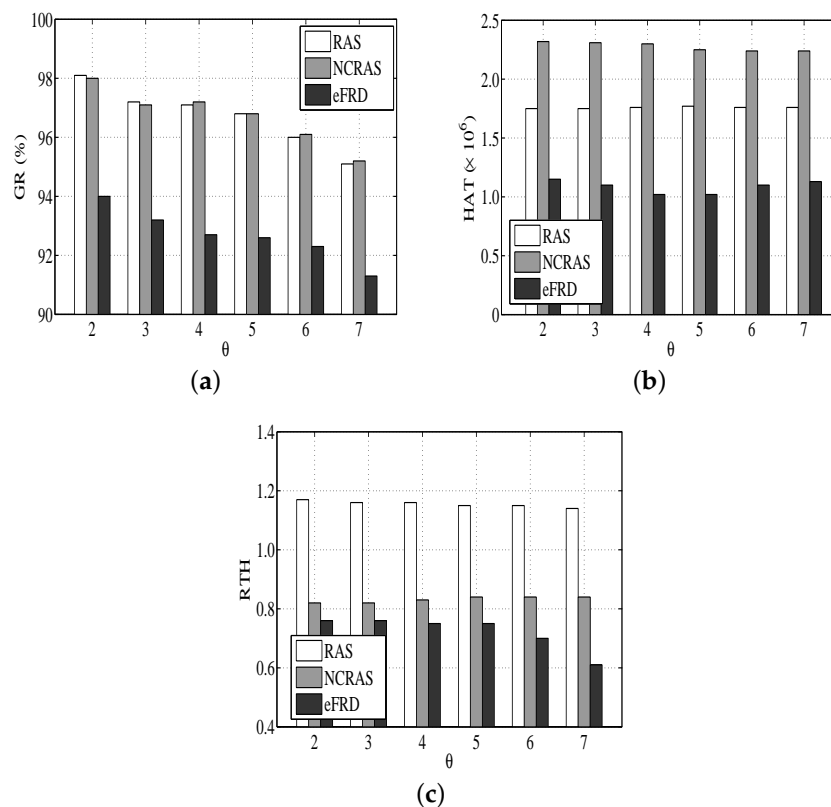 100
98
96
94
92
90
GR (%)
RAS
NCRAS
eFRD
2 3 4 5 6 7
θ
(a)
2.5
2.0
1.5
1.0
0.5
0
HAT (× 10^6)
RAS
NCRAS
eFRD
2 3 4 5 6 7
θ
(b)
1.4
1.2
1.0
0.8
0.6
0.4
RTH
RAS
NCRAS
eFRD
2 3 4 5 6 7
θ
(c)